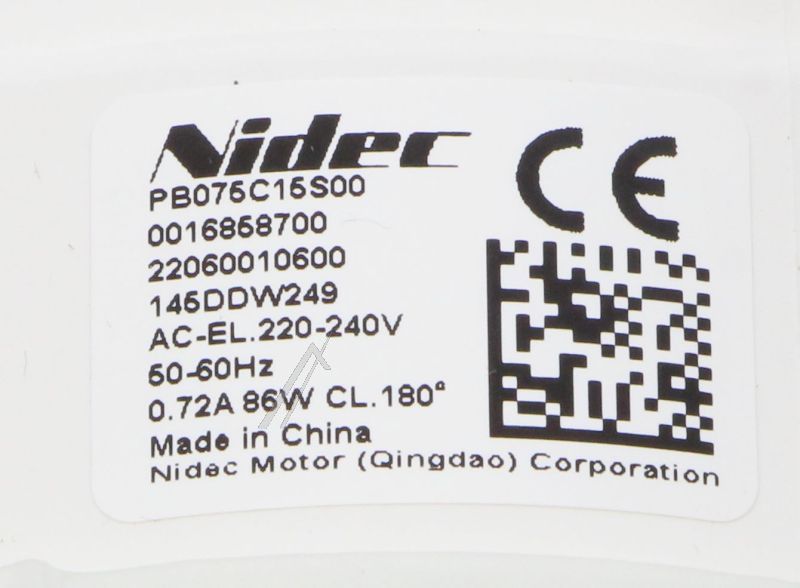 Nidec
CE
PB075C15S00
0016858700
22060010600
145DDW249
AC-EL.220-240V
50-60Hz
0.72A 86W CL.180°
Made in China
Nidec Motor (Qingdao) Corporation